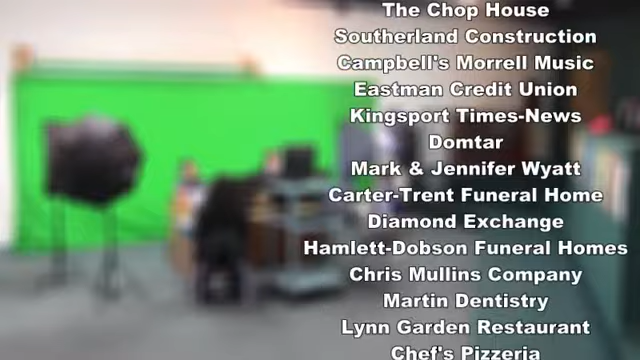 The Chop House
Southerland Construction
Campbell's Morrell Music
Eastman Credit Union
Kingsport Times-News
Domtar
Mark & Jennifer Wyatt
Carter-Trent Funeral Home
Diamond Exchange
Hamlett-Dobson Funeral Homes
Chris Mullins Company
Martin Dentistry
Lynn Garden Restaurant
Chef's Pizzeria